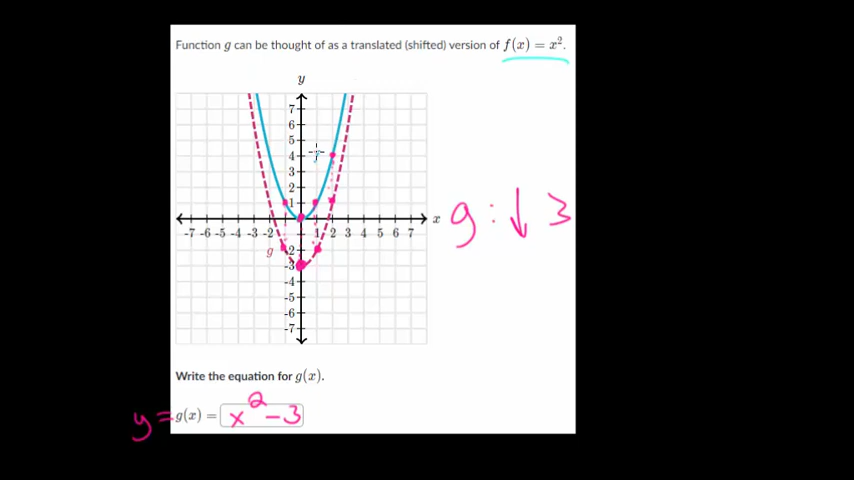 Function g can be thought of as a translated (shifted) version of f(x) = x².
y
7
6
5
4
3
2
1
x
-7 -6 -5 -4 -3 -2 1 2 3 4 5 6 7
g : ↓ 3
g
-2
-3
-4
-5
-6
-7
Write the equation for g(x).
y = g(x) = x² - 3